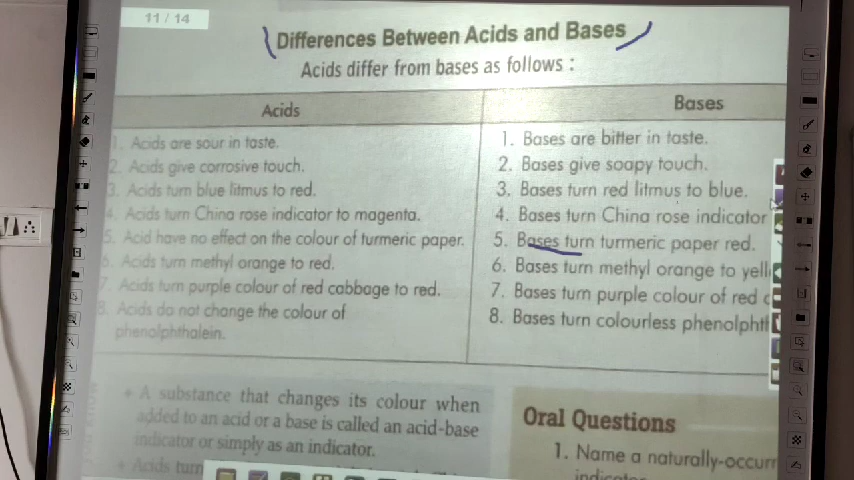 11 / 14
Differences Between Acids and Bases
Acids differ from bases as follows :
Acids
1. Acids are sour in taste.
2. Acids give corrosive touch.
3. Acids turn blue litmus to red.
4. Acids turn China rose indicator to magenta.
5. Acid have no effect on the colour of turmeric paper.
6. Acids turn methyl orange to red.
7. Acids turn purple colour of red cabbage to red.
8. Acids do not change the colour of
phenolphthalein.
Bases
1. Bases are bitter in taste.
2. Bases give soapy touch.
3. Bases turn red litmus to blue.
4. Bases turn China rose indicator
5. Bases turn turmeric paper red.
6. Bases turn methyl orange to yell
7. Bases turn purple colour of red c
8. Bases turn colourless phenolpht
+ A substance that changes its colour when
added to an acid or a base is called an acid-base
indicator or simply as an indicator.
+ Acids turn
Oral Questions
1. Name a naturally-occurr